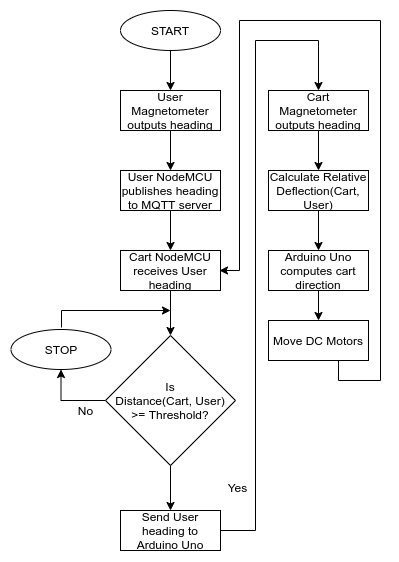 START
User
Magnetometer
outputs heading
User NodeMCU
publishes heading
to MQTT server
Cart NodeMCU
receives User
heading
STOP
Is
Distance(Cart, User)
>= Threshold?
No
Yes
Send User
heading to
Arduino Uno
Cart
Magnetometer
outputs heading
Calculate Relative
Deflection(Cart,
User)
Arduino Uno
computes cart
direction
Move DC Motors